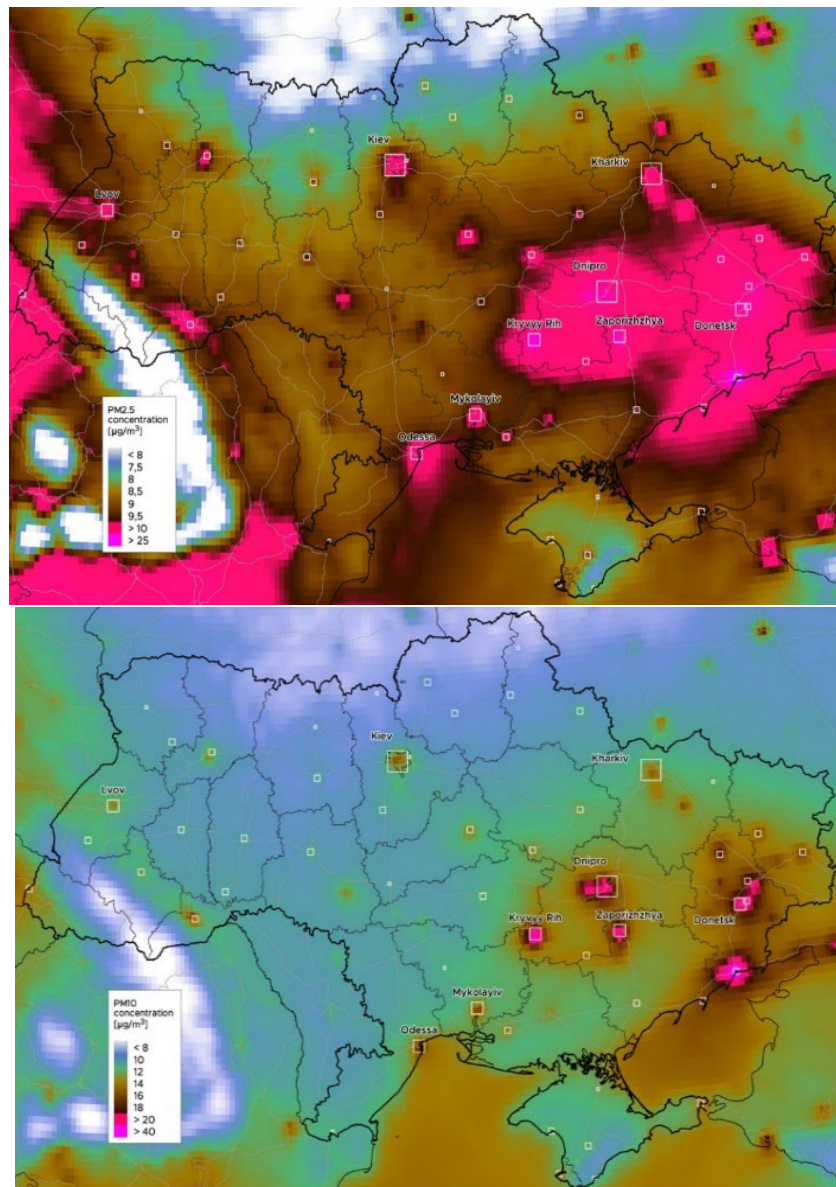 Kiev
Kharkiv
Lvov
Dnipro
Kryvyy Rih
Zaporizhzhya
Donetsk
Mykolayiv
Odessa
PM2.5
concentration
[µg/m³]
< 8
7,5
8
8,5
9
9,5
> 10
> 25
Kiev
Kharkiv
Lvov
Dnipro
Kryvyy Rih
Zaporizhzhya
Donetsk
Mykolayiv
Odessa
PM10
concentration
[µg/m³]
< 8
10
12
14
16
18
> 20
> 40